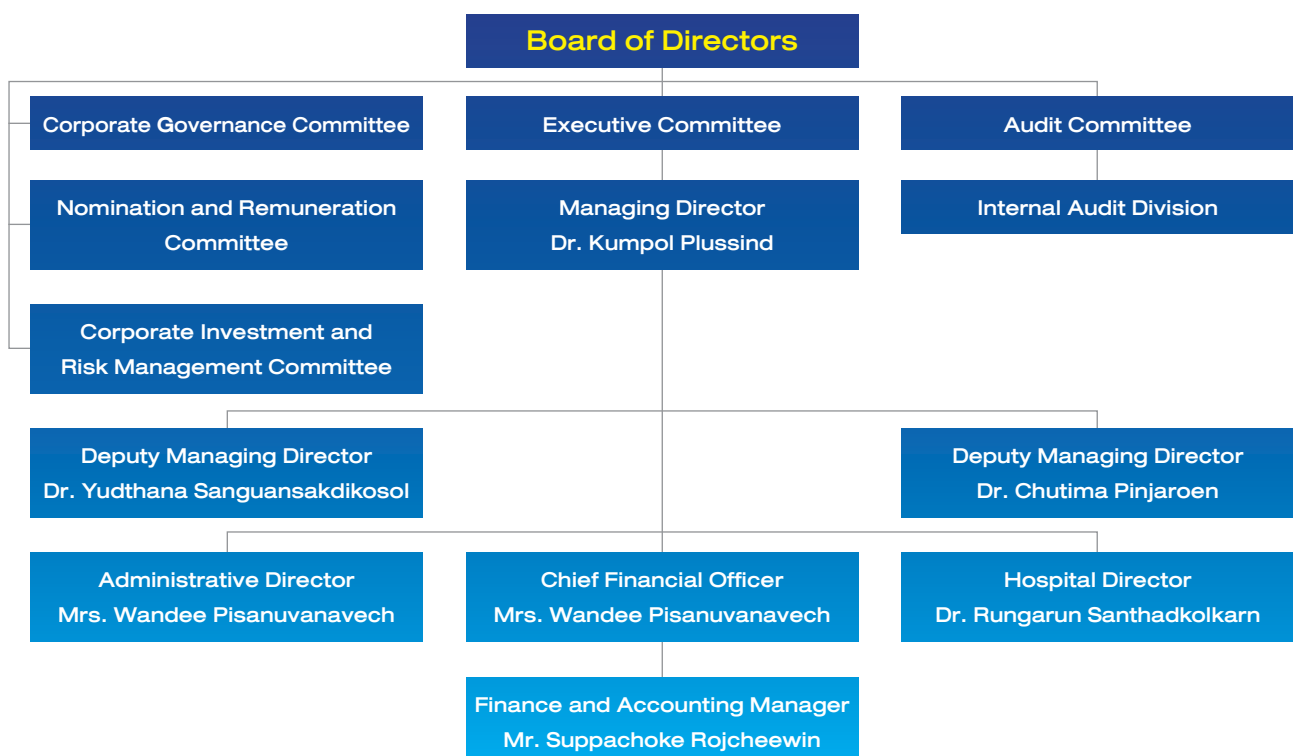 Board of Directors
Corporate Governance Committee
Executive Committee
Audit Committee
Nomination and Remuneration
Committee
Managing Director
Dr. Kumpol Plussind
Internal Audit Division
Corporate Investment and
Risk Management Committee
Deputy Managing Director
Dr. Yudthana Sanguansakdikosol
Deputy Managing Director
Dr. Chutima Pinjaroen
Administrative Director
Mrs. Wandee Pisanuvanavech
Chief Financial Officer
Mrs. Wandee Pisanuvanavech
Hospital Director
Dr. Rungarun Santhadkolkarn
Finance and Accounting Manager
Mr. Suppachoke Rojcheewin